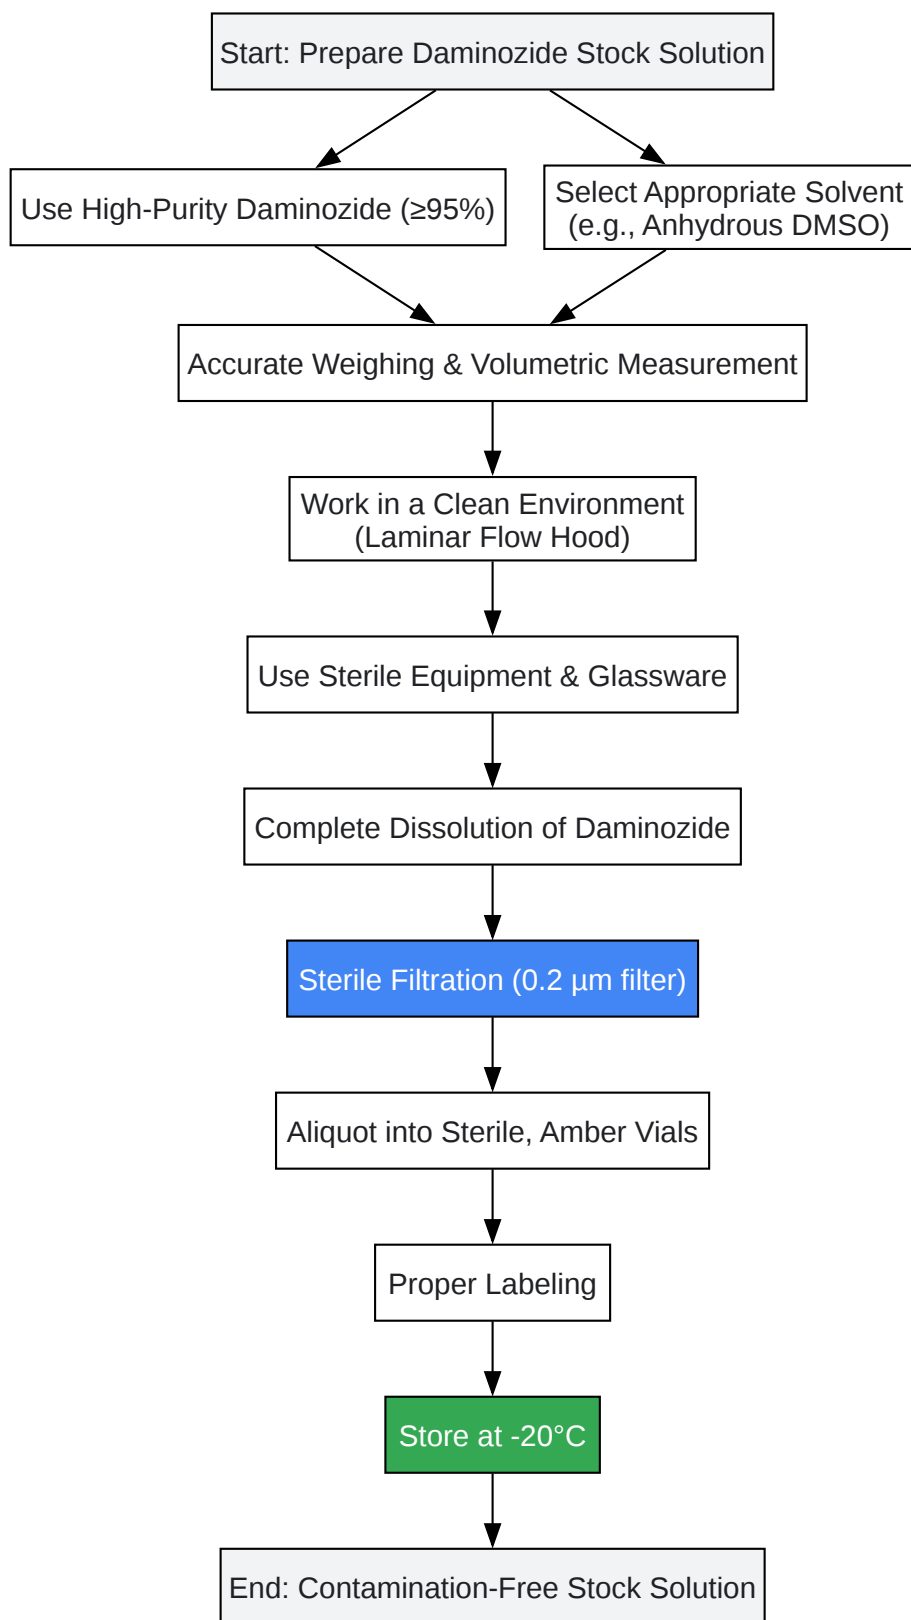 Start: Prepare Daminozide Stock Solution
Use High-Purity Daminozide (≥95%)
Select Appropriate Solvent
(e.g., Anhydrous DMSO)
Accurate Weighing & Volumetric Measurement
Work in a Clean Environment
(Laminar Flow Hood)
Use Sterile Equipment & Glassware
Complete Dissolution of Daminozide
Sterile Filtration (0.2 µm filter)
Aliquot into Sterile, Amber Vials
Proper Labeling
Store at -20°C
End: Contamination-Free Stock Solution